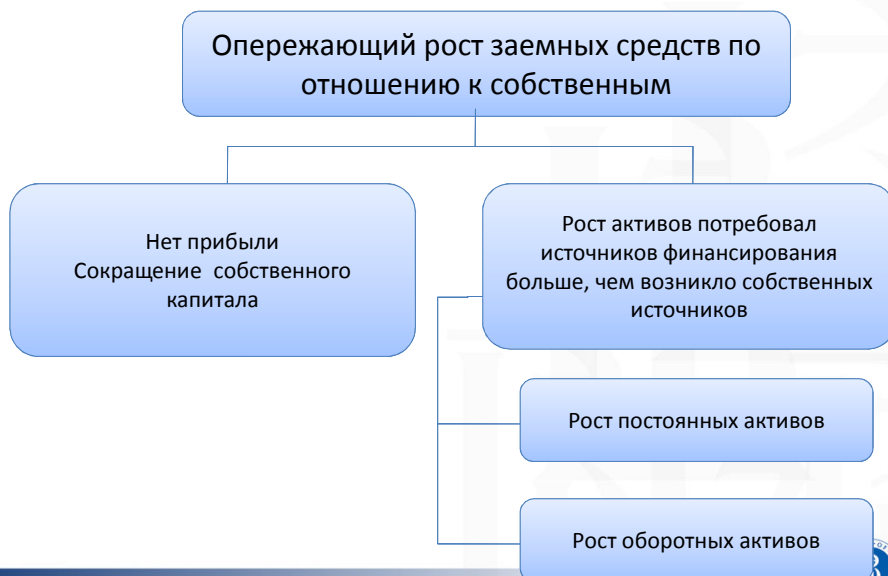 Опережающий рост заемных средств по
отношению к собственным
Нет прибыли
Сокращение собственного
капитала
Рост активов потребовал
источников финансирования
больше, чем возникло собственных
источников
Рост постоянных активов
Рост оборотных активов